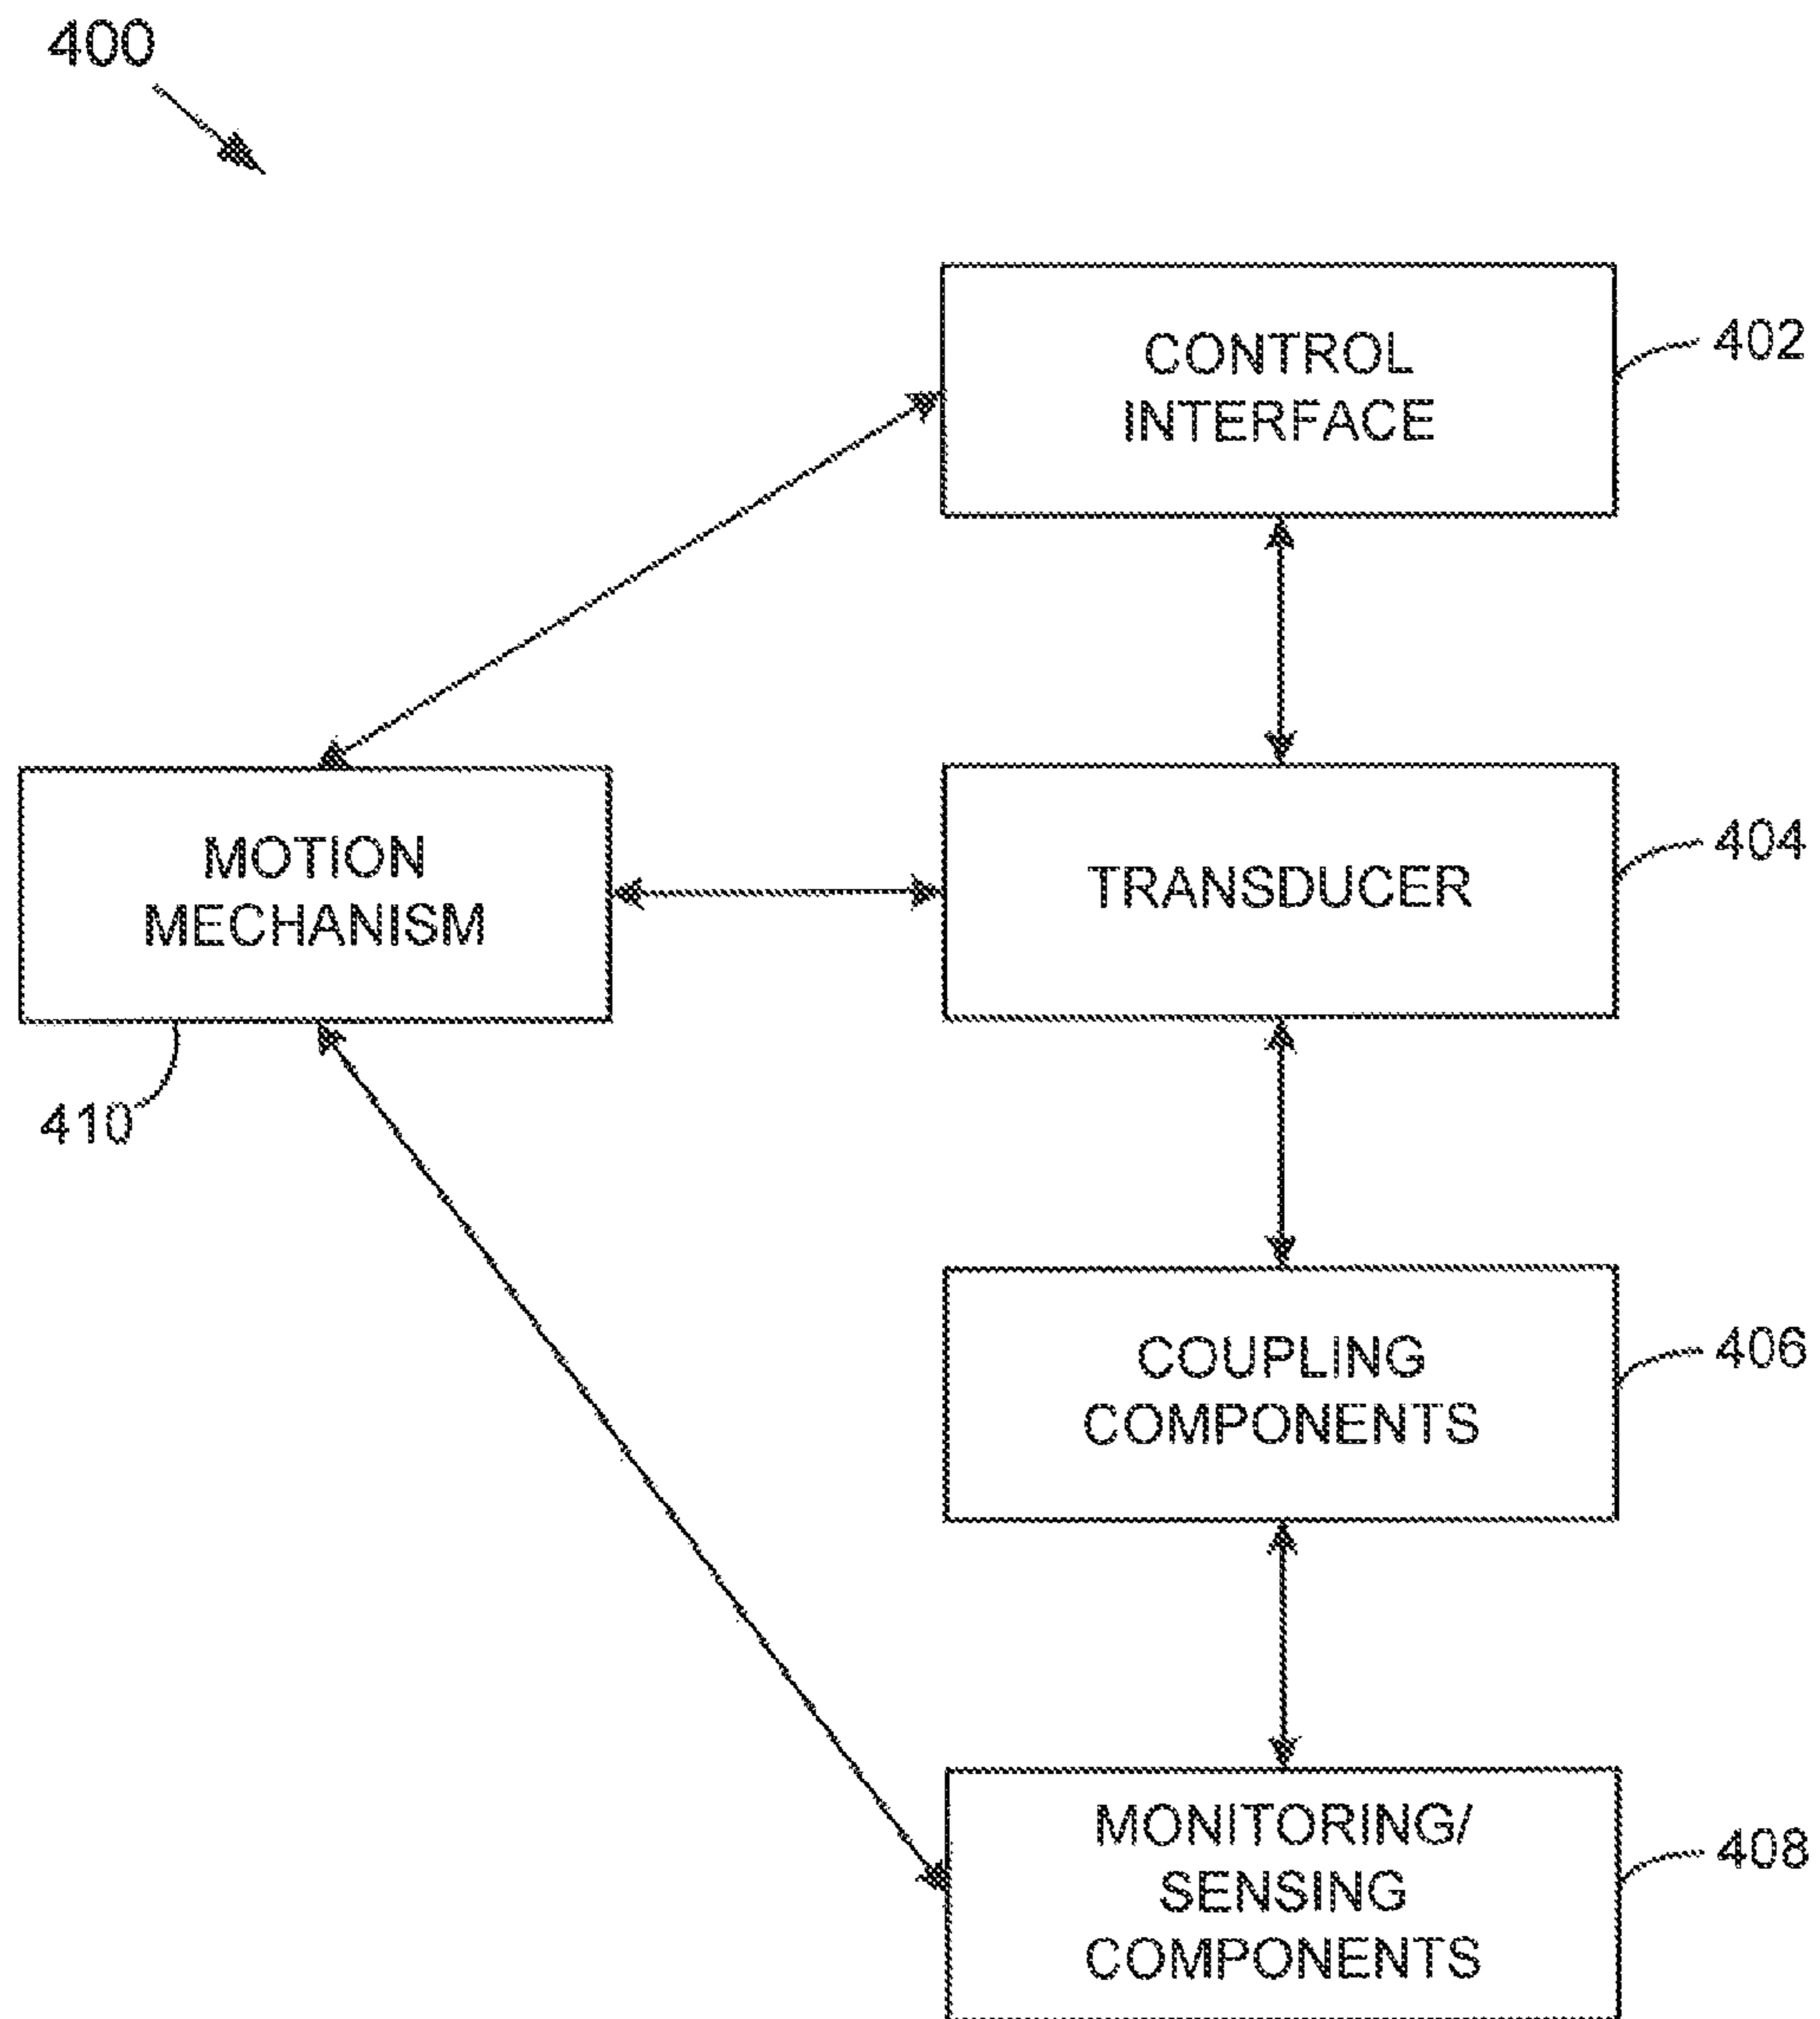 400
CONTROL
INTERFACE
402
MOTION
MECHANISM
410
TRANSDUCER
404
COUPLING
COMPONENTS
406
MONITORING/
SENSING
COMPONENTS
408